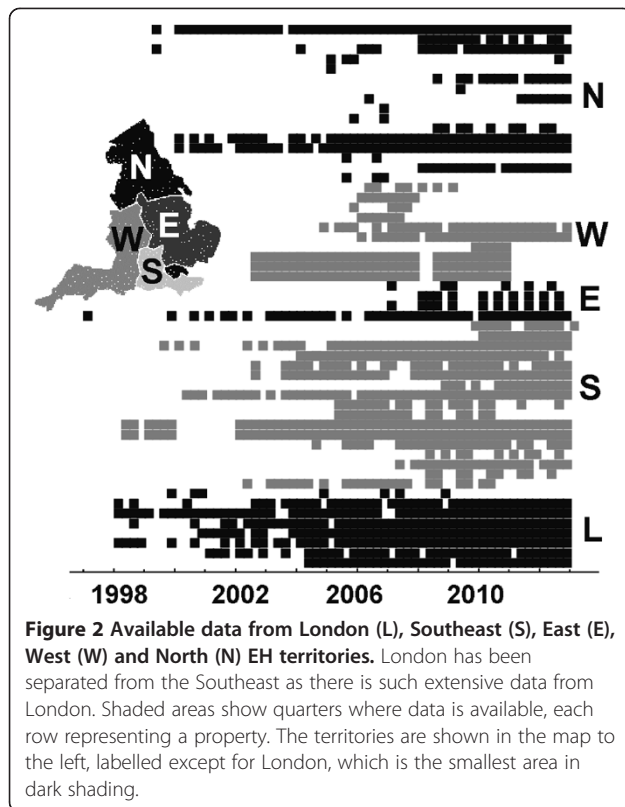 N
N
W
E
W
S
E
S
L
1998 2002 2006 2010
Figure 2 Available data from London (L), Southeast (S), East (E),
West (W) and North (N) EH territories. London has been
separated from the Southeast as there is such extensive data from
London. Shaded areas show quarters where data is available, each
row representing a property. The territories are shown in the map to
the left, labelled except for London, which is the smallest area in
dark shading.